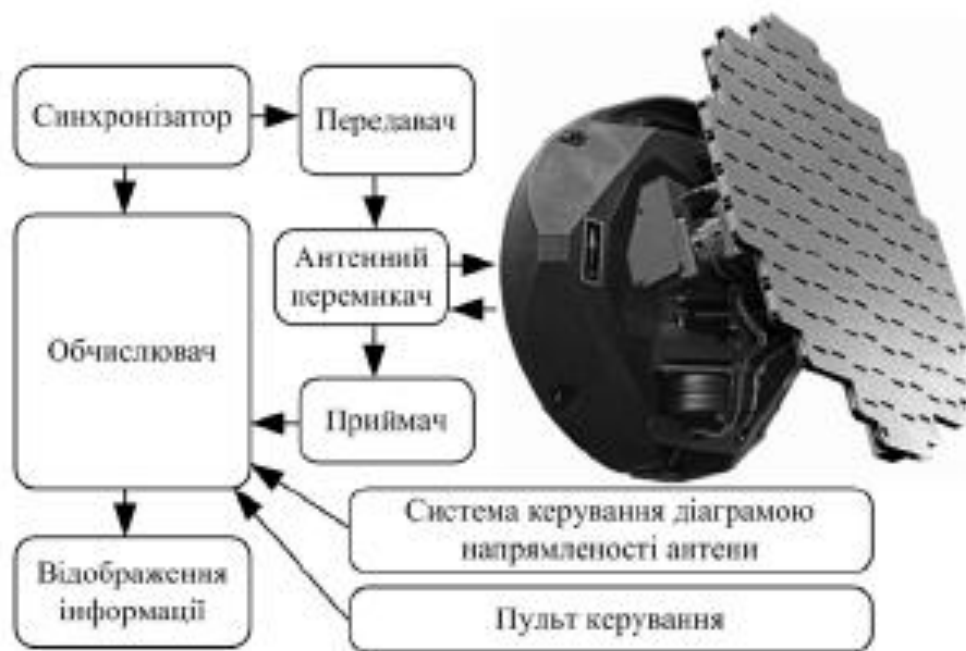 Синхронізатор
Передавач
Антенний
перемикач
Обчислювач
Приймач
Система керування діаграмою
напрямленості антени
Відображення
інформації
Пульт керування